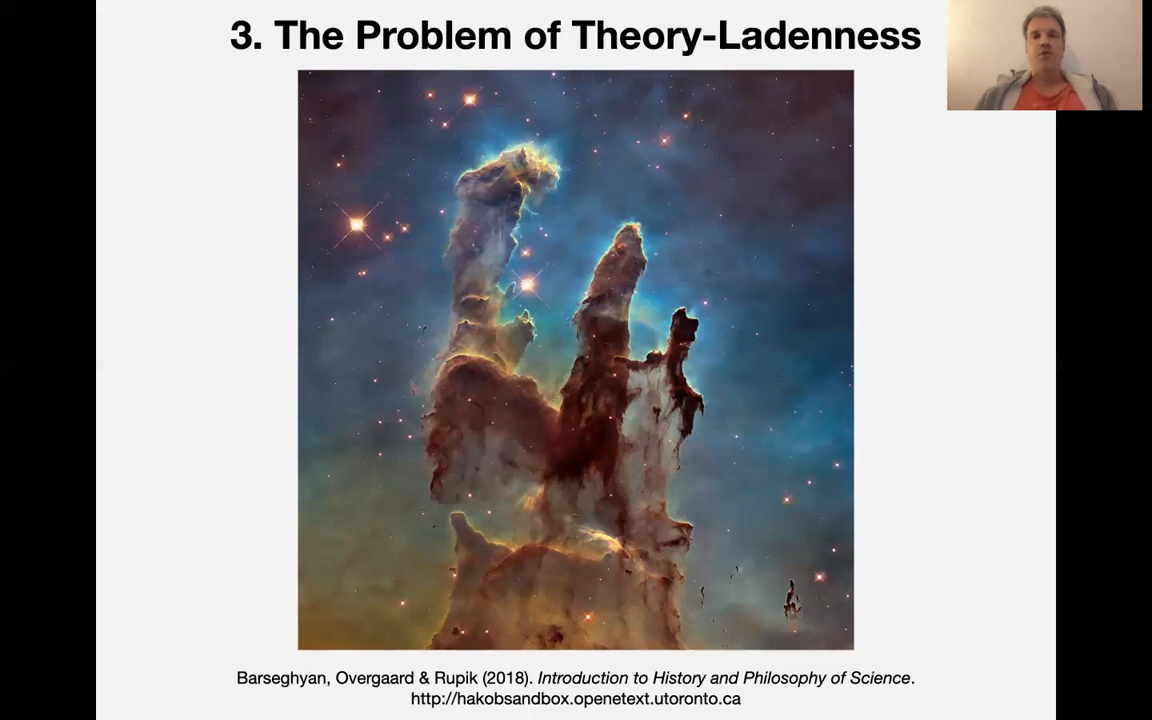 3. The Problem of Theory-Ladenness
Barseghyan, Overgaard & Rupik (2018). Introduction to History and Philosophy of Science.
http://hakobsandbox.openetext.utoronto.ca